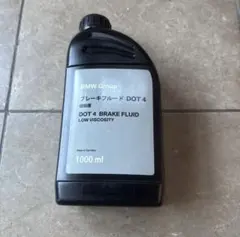 BMW Group
ブレーキフルード DOT 4
DOT 4 BRAKE FLUID
LOW VISCOSITY
1000 ml